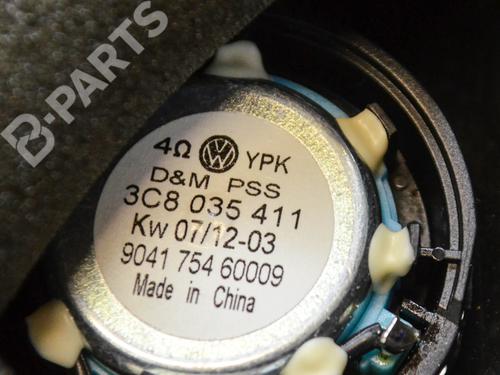 B-PARTS
4Ω VW YPK
D&M PSS
3C8 035 411
Kw 07/12-03
9041 754 60009
Made in China